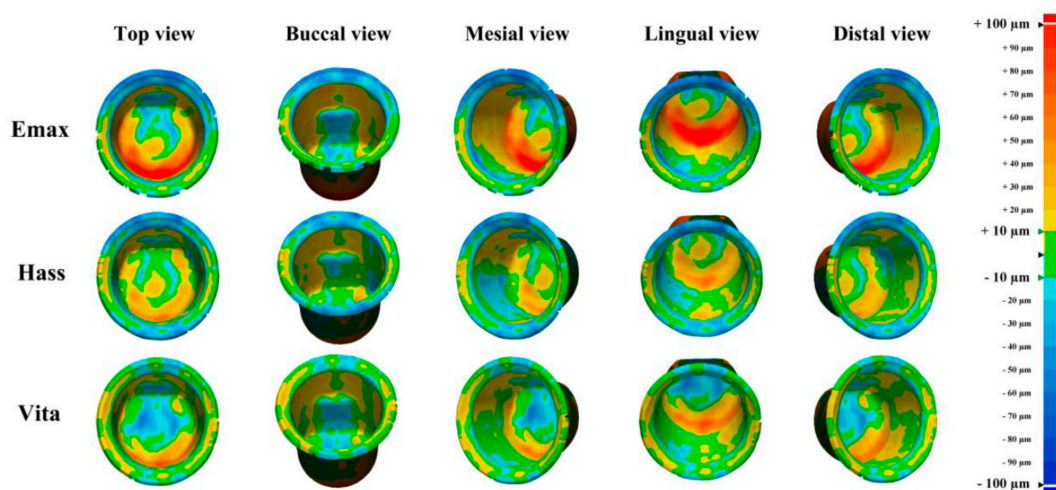 Top view Buccal view Mesial view Lingual view Distal view
Emax
Hass
Vita
+ 100 µm
+ 90 µm
+ 80 µm
+ 70 µm
+ 60 µm
+ 50 µm
+ 40 µm
+ 30 µm
+ 20 µm
+ 10 µm
- 10 µm
- 20 µm
- 30 µm
- 40 µm
- 50 µm
- 60 µm
- 70 µm
- 80 µm
- 90 µm
- 100 µm